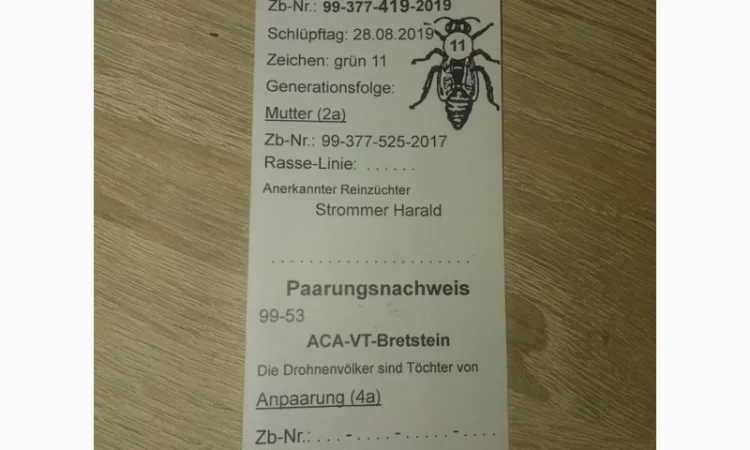 Zb-Nr.: 99-377-419-2019
Schlüpftag: 28.08.2019
Zeichen: grün 11
11
Generationsfolge:
Mutter (2a)
Zb-Nr.: 99-377-525-2017
Rasse-Linie: . . . . . .
Anerkannter Reinzüchter
Strommer Harald
. . . . . . . . . . . . . . . . . . . . . . .
Paarungsnachweis
99-53
ACA-VT-Bretstein
Die Drohnenvölker sind Töchter von
Anpaarung (4a)
Zb-Nr.: . . . - . . . . - . . . . . - . . . .